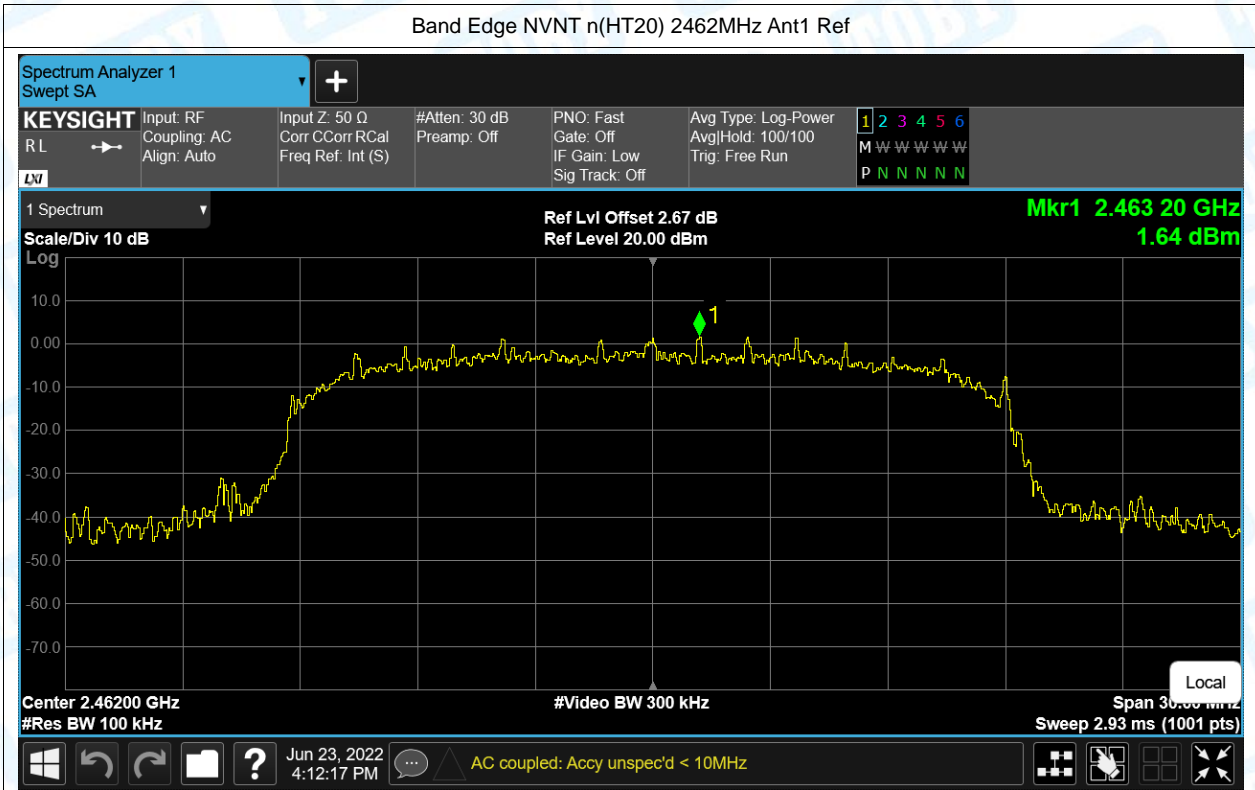 Band Edge NVNT n(HT20) 2462MHz Ant1 Ref
Spectrum Analyzer 1
Swept SA
KEYSIGHT
R L
LXI
Input: RF
Coupling: AC
Align: Auto
Input Z: 50 Ω
Corr CCorr RCal
Freq Ref: Int (S)
#Atten: 30 dB
Preamp: Off
PNO: Fast
Gate: Off
IF Gain: Low
Sig Track: Off
Avg Type: Log-Power
Avg|Hold: 100/100
Trig: Free Run
1 2 3 4 5 6
M W W W W W
P N N N N N
1 Spectrum
Scale/Div 10 dB
Log
Ref Lvl Offset 2.67 dB
Ref Level 20.00 dBm
Mkr1 2.463 20 GHz
1.64 dBm
1
10.0
0.00
-10.0
-20.0
-30.0
-40.0
-50.0
-60.0
-70.0
Local
Center 2.46200 GHz
#Res BW 100 kHz
#Video BW 300 kHz
Span 30.00 MHz
Sweep 2.93 ms (1001 pts)
?
Jun 23, 2022
4:12:17 PM
AC coupled: Accy unspec'd < 10MHz